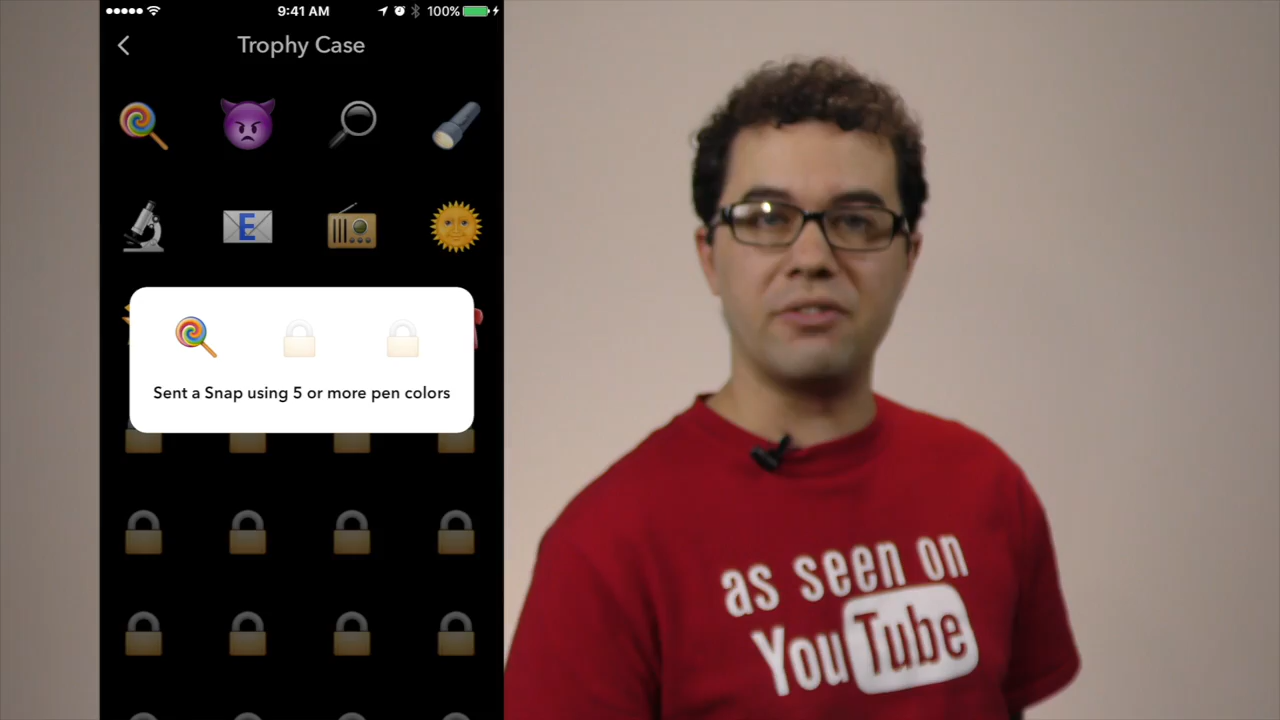 9:41 AM
100%
Trophy Case
E
Sent a Snap using 5 or more pen colors
as seen on
YouTube